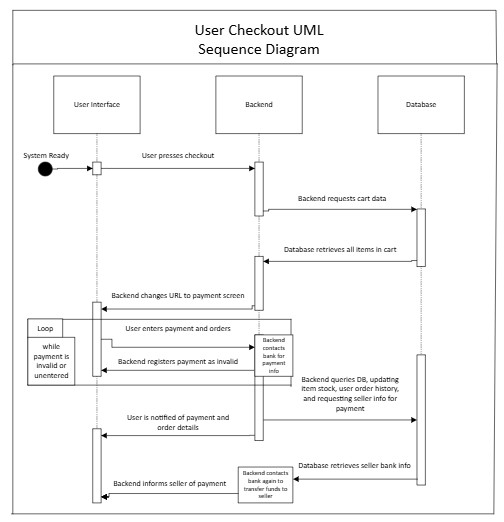 User Checkout UML
Sequence Diagram
User Interface
Backend
Database
System Ready
User presses checkout
Backend requests cart data
Database retrieves all items in cart
Backend changes URL to payment screen
Loop
while
payment is
invalid or
unentered
User enters payment and orders
Backend
contacts
bank for
payment
info
Backend registers payment as invalid
Backend queries DB, updating
item stock, user order history,
and requesting seller info for
payment
User is notified of payment and
order details
Database retrieves seller bank info
Backend contacts
bank again to
transfer funds to
seller
Backend informs seller of payment